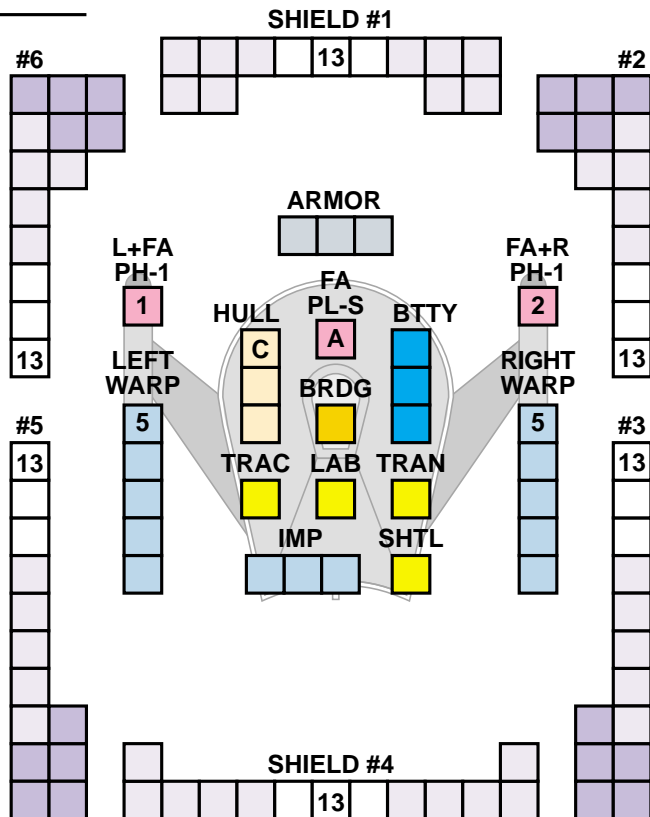 SHIELD #1
13
#6
#2
ARMOR
L+FA
PH-1
1
FA+R
PH-1
2
FA
PL-S
A
HULL
C
BTTY
13
13
LEFT
WARP
5
RIGHT
WARP
5
BRDG
#5
13
#3
13
TRAC
LAB
TRAN
IMP
SHTL
SHIELD #4
13